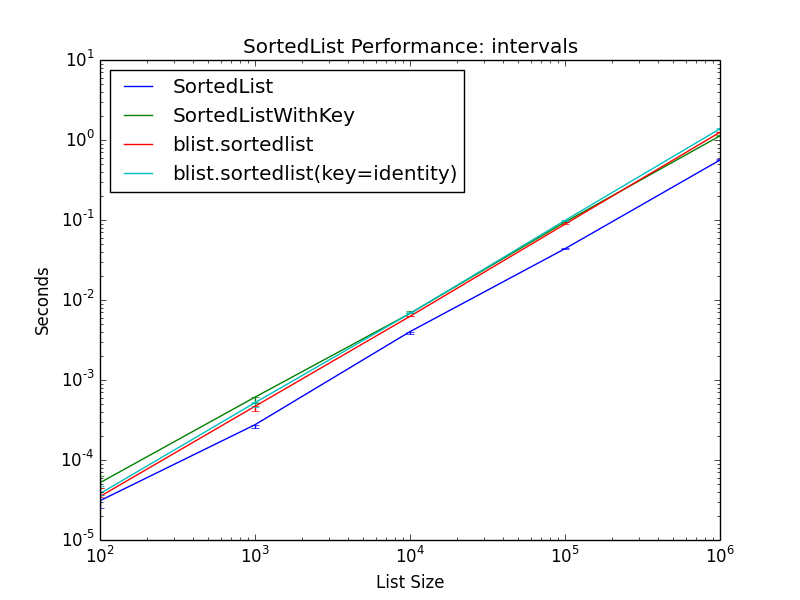 SortedList Performance: intervals
10^1
10^0
10^-1
10^-2
10^-3
10^-4
10^-5
Seconds
SortedList
SortedListWithKey
blist.sortedlist
blist.sortedlist(key=identity)
10^2 10^3 10^4 10^5 10^6
List Size